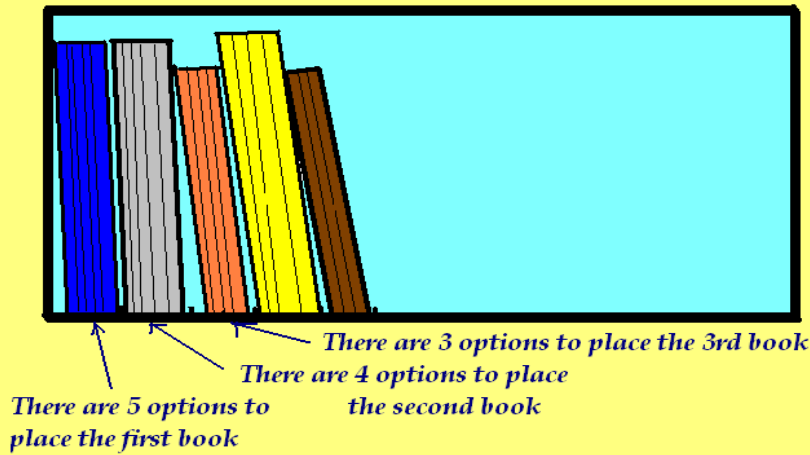 There are 3 options to place the 3rd book
There are 4 options to place
the second book
There are 5 options to
place the first book